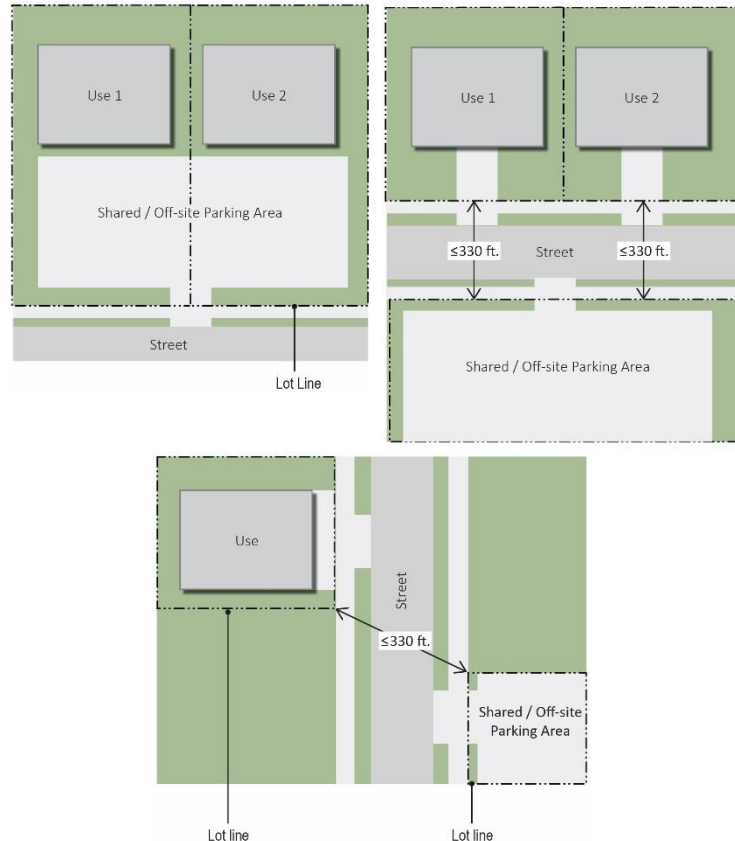 Use 1
Use 2
Shared / Off-site Parking Area
Street
Lot Line
Use 1
Use 2
≤330 ft.
Street
≤330 ft.
Shared / Off-site Parking Area
Use
Street
≤330 ft.
Shared / Off-site
Parking Area
Lot line
Lot line